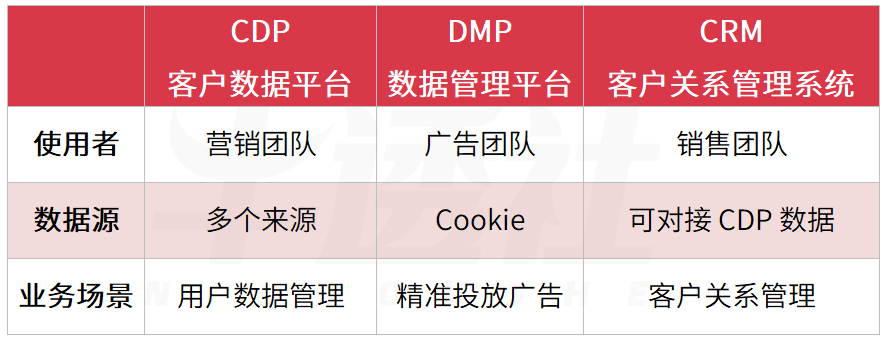 CDP
客户数据平台
DMP
数据管理平台
CRM
客户关系管理系统
使用者
营销团队
广告团队
销售团队
数据源
多个来源
Cookie
可对接 CDP 数据
业务场景
用户数据管理
精准投放广告
客户关系管理